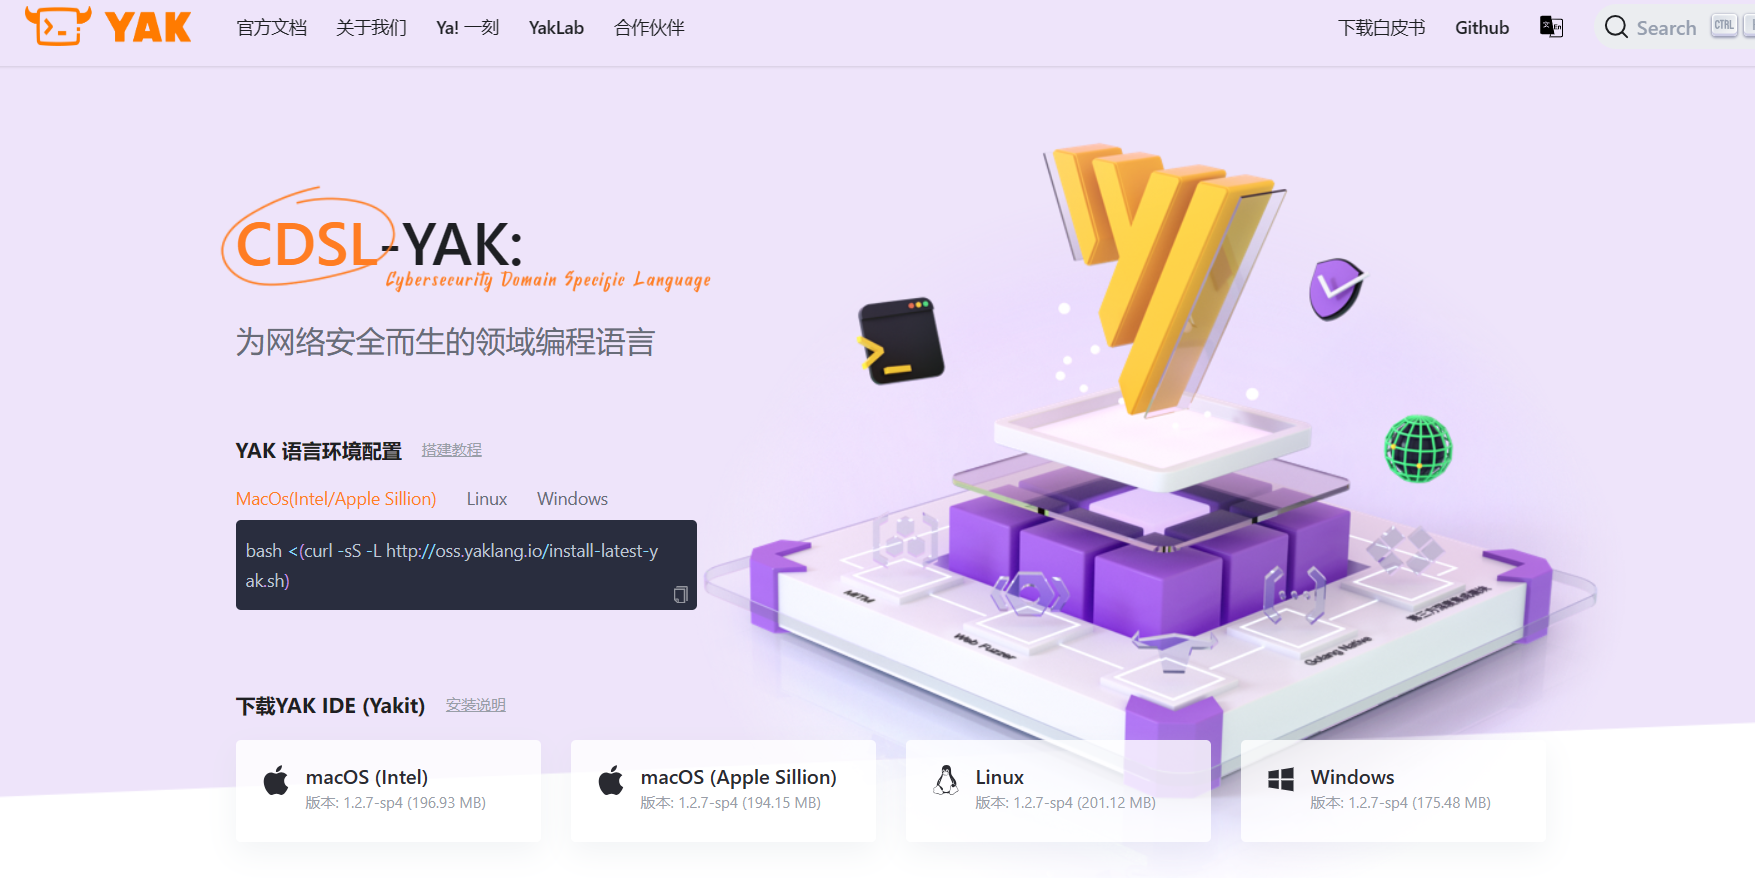 YAK
官方文档 关于我们 Ya! 一刻 YakLab 合作伙伴 下载白皮书 Github Search CTRL
CDSL-YAK:
Cybersecurity Domain Specific Language
为网络安全而生的领域编程语言
YAK 语言环境配置 搭建教程
MacOs(Intel/Apple Sillion) Linux Windows
bash <(curl -sS -L http://oss.yaklang.io/install-latest-y
ak.sh)
MITM
Web Fuzzer
Golang Native
下载YAK IDE (Yakit) 安装说明
macOS (Intel)
版本: 1.2.7-sp4 (196.93 MB)
macOS (Apple Sillion)
版本: 1.2.7-sp4 (194.15 MB)
Linux
版本: 1.2.7-sp4 (201.12 MB)
Windows
版本: 1.2.7-sp4 (175.48 MB)